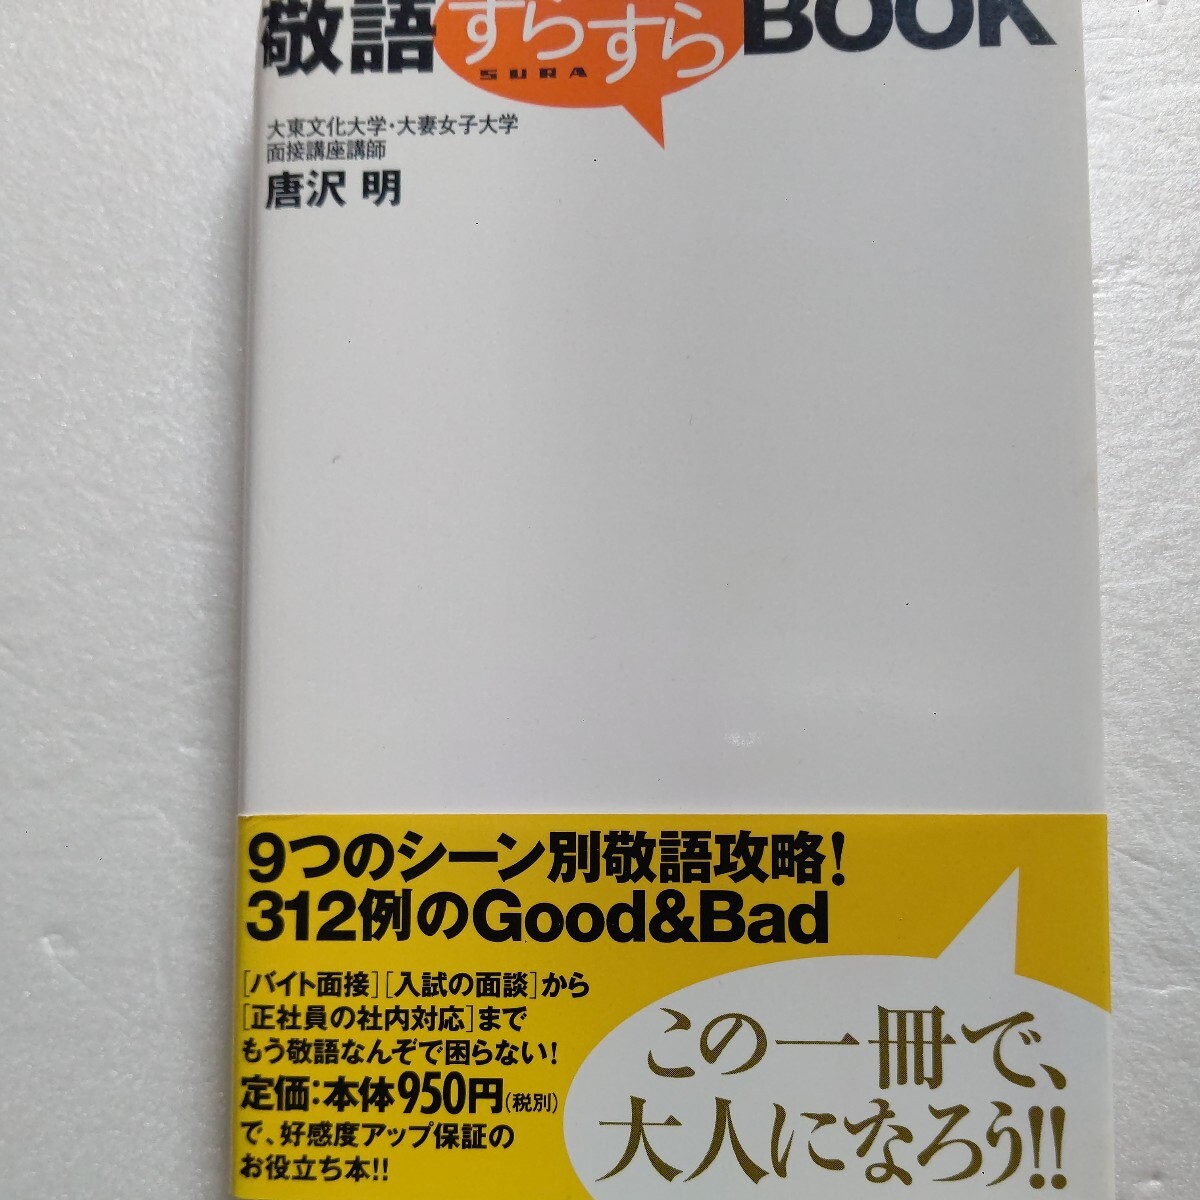 敬語すらすらBOOK
SURA
大東文化大学・大妻女子大学
面接講座講師
唐沢 明
9つのシーン別敬語攻略!
312例のGood&Bad
[バイト面接][入試の面談]から
[正社員の社内対応]まで
もう敬語なんぞで困らない!
定価:本体950円(税別)
で、好感度アップ保証の
お役立ち本!!
この一冊で、
大人になろう!!